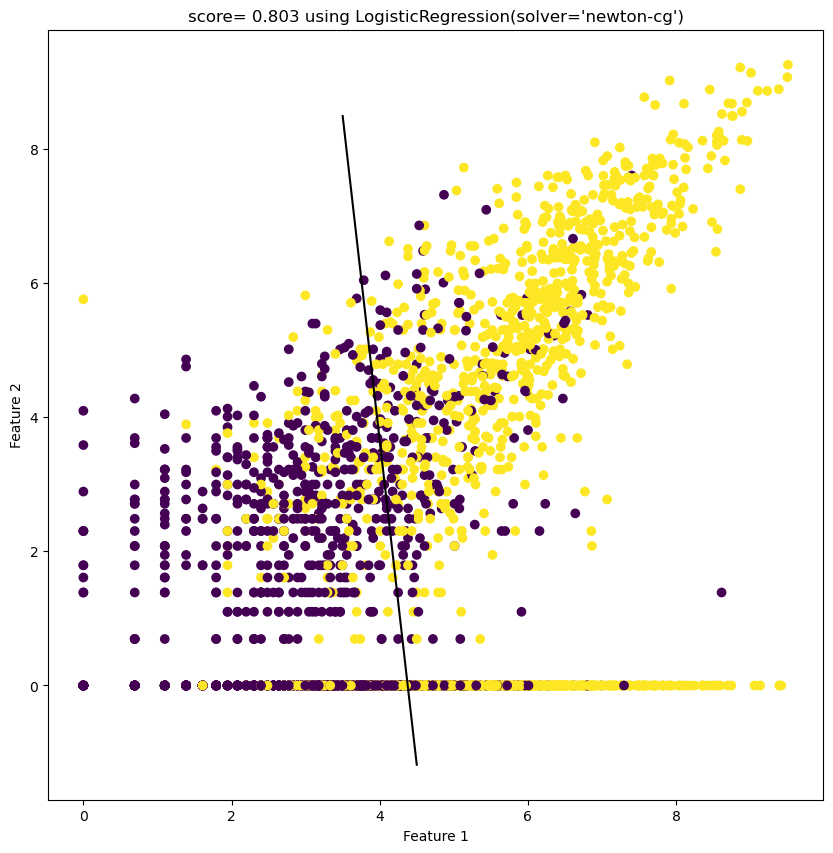 score= 0.803 using LogisticRegression(solver='newton-cg')
8
6
4
2
0
Feature 2
0 2 4 6 8
Feature 1